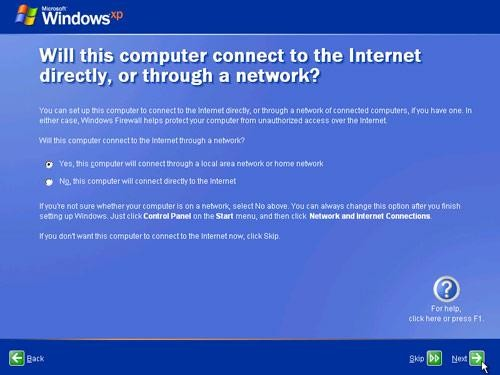 Microsoft
Windows xp
Will this computer connect to the Internet
directly, or through a network?
You can set up this computer to connect to the Internet directly, or through a network of connected computers, if you have one. In
either case, Windows Firewall helps protect your computer from unauthorized access over the Internet.
Will this computer connect to the Internet through a network?
Yes, this computer will connect through a local area network or home network
No, this computer will connect directly to the Internet
If you're not sure whether your computer is on a network, select No above. You can always change this option after you finish
setting up Windows. Just click Control Panel on the Start menu, and then click Network and Internet Connections.
If you don't want this computer to connect to the Internet now, click Skip.
?
For help,
click here or press F1.
Back
Skip
Next